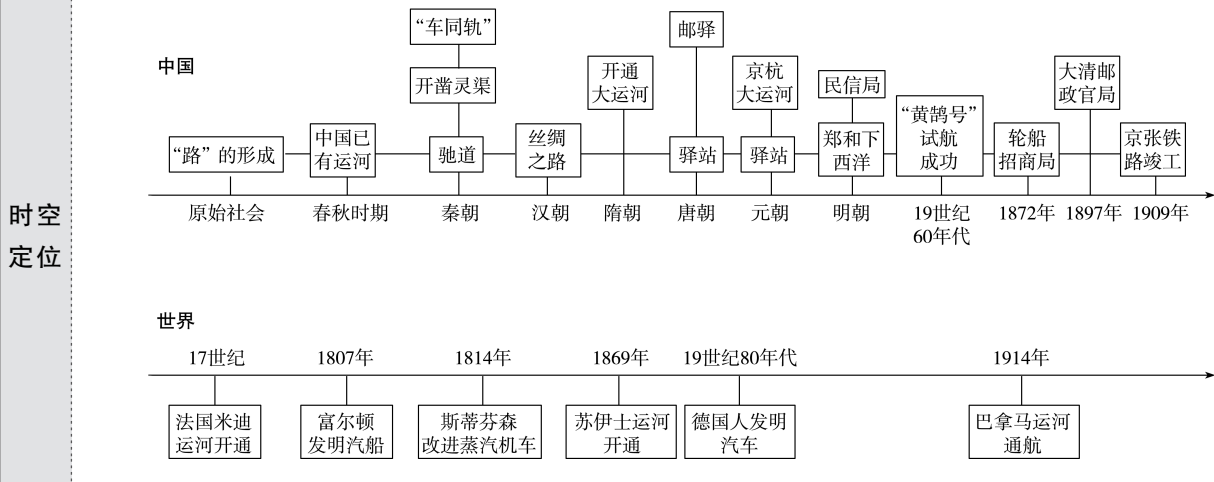 时空
定位
中国
“车同轨”
开凿灵渠
邮驿
开通
大运河
京杭
大运河
民信局
“黄鹄号”
试航
成功
大清邮
政官局
“路”的形成
中国已
有运河
驰道
丝绸
之路
驿站
驿站
郑和下
西洋
轮船
招商局
京张铁
路竣工
原始社会
春秋时期
秦朝
汉朝
隋朝
唐朝
元朝
明朝
19世纪
60年代
1872年
1897年
1909年
世界
17世纪
1807年
1814年
1869年
19世纪80年代
1914年
法国米迪
运河开通
富尔顿
发明汽船
斯蒂芬森
改进蒸汽机车
苏伊士运河
开通
德国人发明
汽车
巴拿马运河
通航